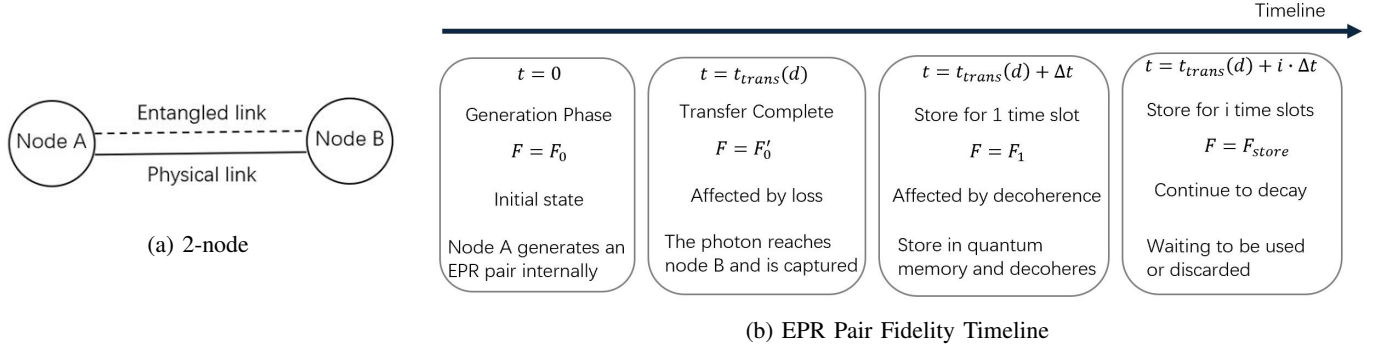 Timeline
Node A
Entangled link
Node B
Physical link
(a) 2-node
t = 0
Generation Phase
F = F₀
Initial state
Node A generates an
EPR pair internally
t = t_trans(d)
Transfer Complete
F = F₀′
Affected by loss
The photon reaches
node B and is captured
t = t_trans(d) + Δt
Store for 1 time slot
F = F₁
Affected by decoherence
Store in quantum
memory and decoheres
t = t_trans(d) + i · Δt
Store for i time slots
F = F_store
Continue to decay
Waiting to be used
or discarded
(b) EPR Pair Fidelity Timeline